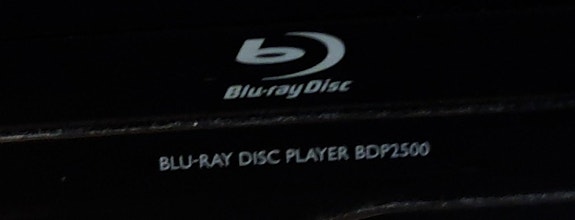 Blu-ray Disc
BLU-RAY DISC PLAYER BDP2500